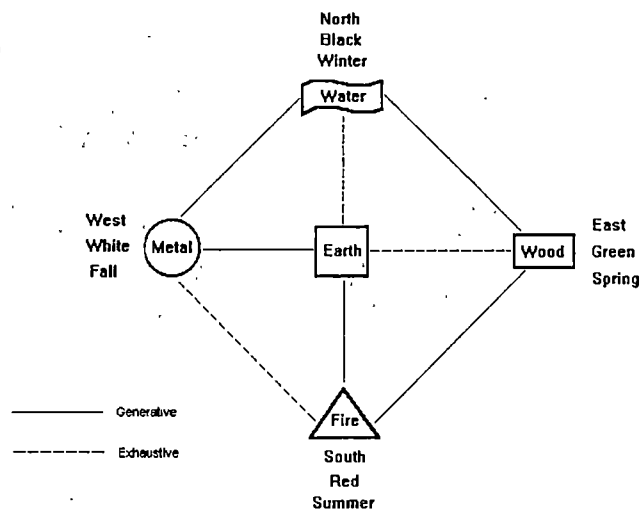 North
Black
Winter
Water
West
White
Fall
Metal
Earth
Wood
East
Green
Spring
Fire
Generative
Exhaustive
South
Red
Summer